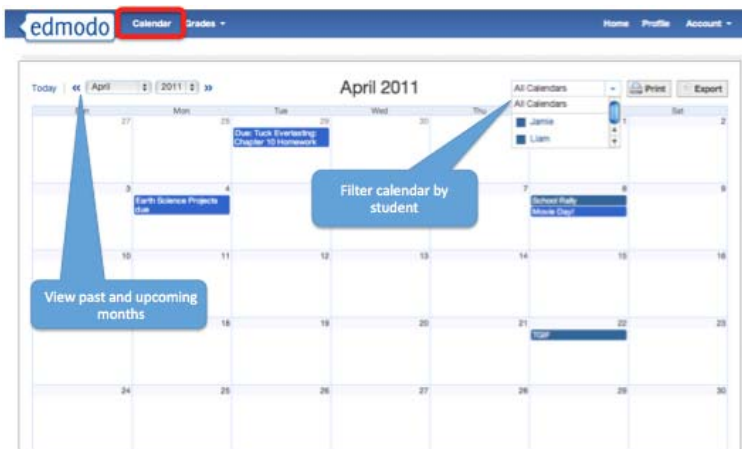 edmodo Calendar Grades Home Profile Account
Today « April 2011 » April 2011 All Calendars Print Export
All Calendars
Jamie
Liam
Sun Mon Tue Wed Thu Sat
27 28 29 30 1 2
Due: Tuck Everlasting:
Chapter 10 Homework
Filter calendar by
student
3 4 7 8 9
Earth Science Projects
due
School Rally
Movie Day!
10 11 12 13 14 15 16
View past and upcoming
months
18 19 20 21 22 23
TGIF
24 25 26 27 28 29 30